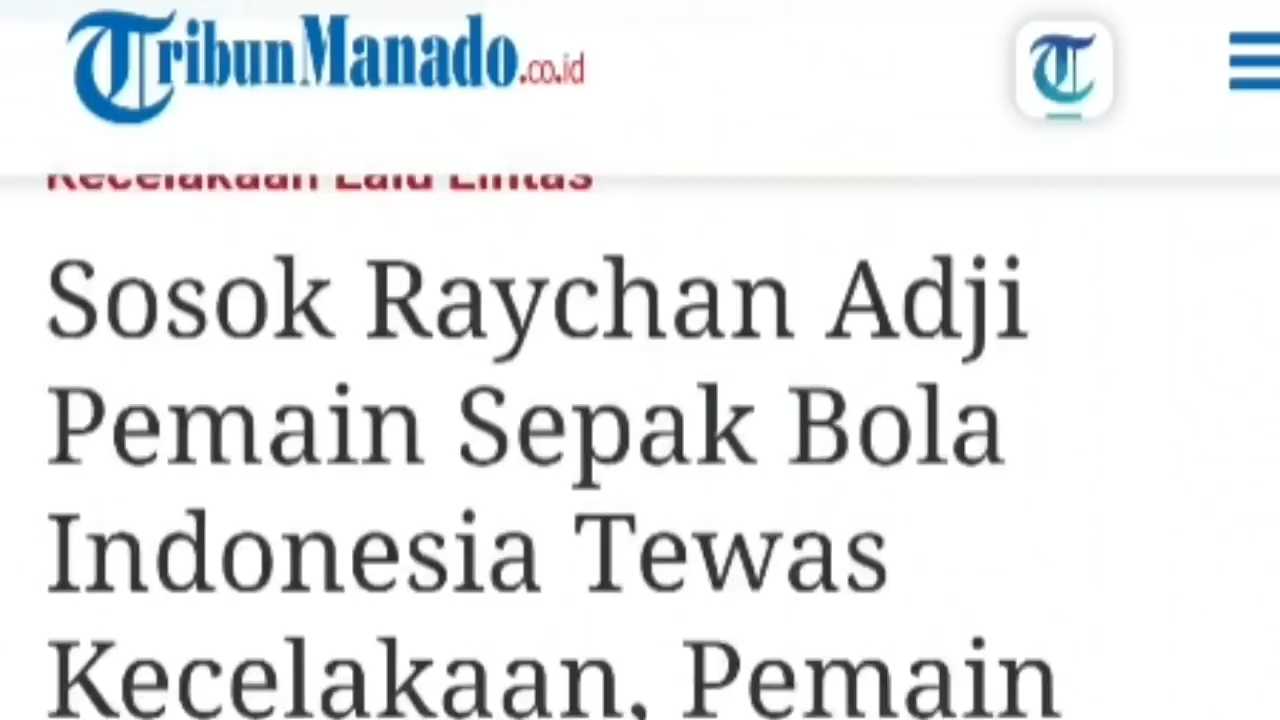 TribunManado.co.id
Kecelakaan Lalu Lintas
Sosok Raychan Adji
Pemain Sepak Bola
Indonesia Tewas
Kecelakaan, Pemain